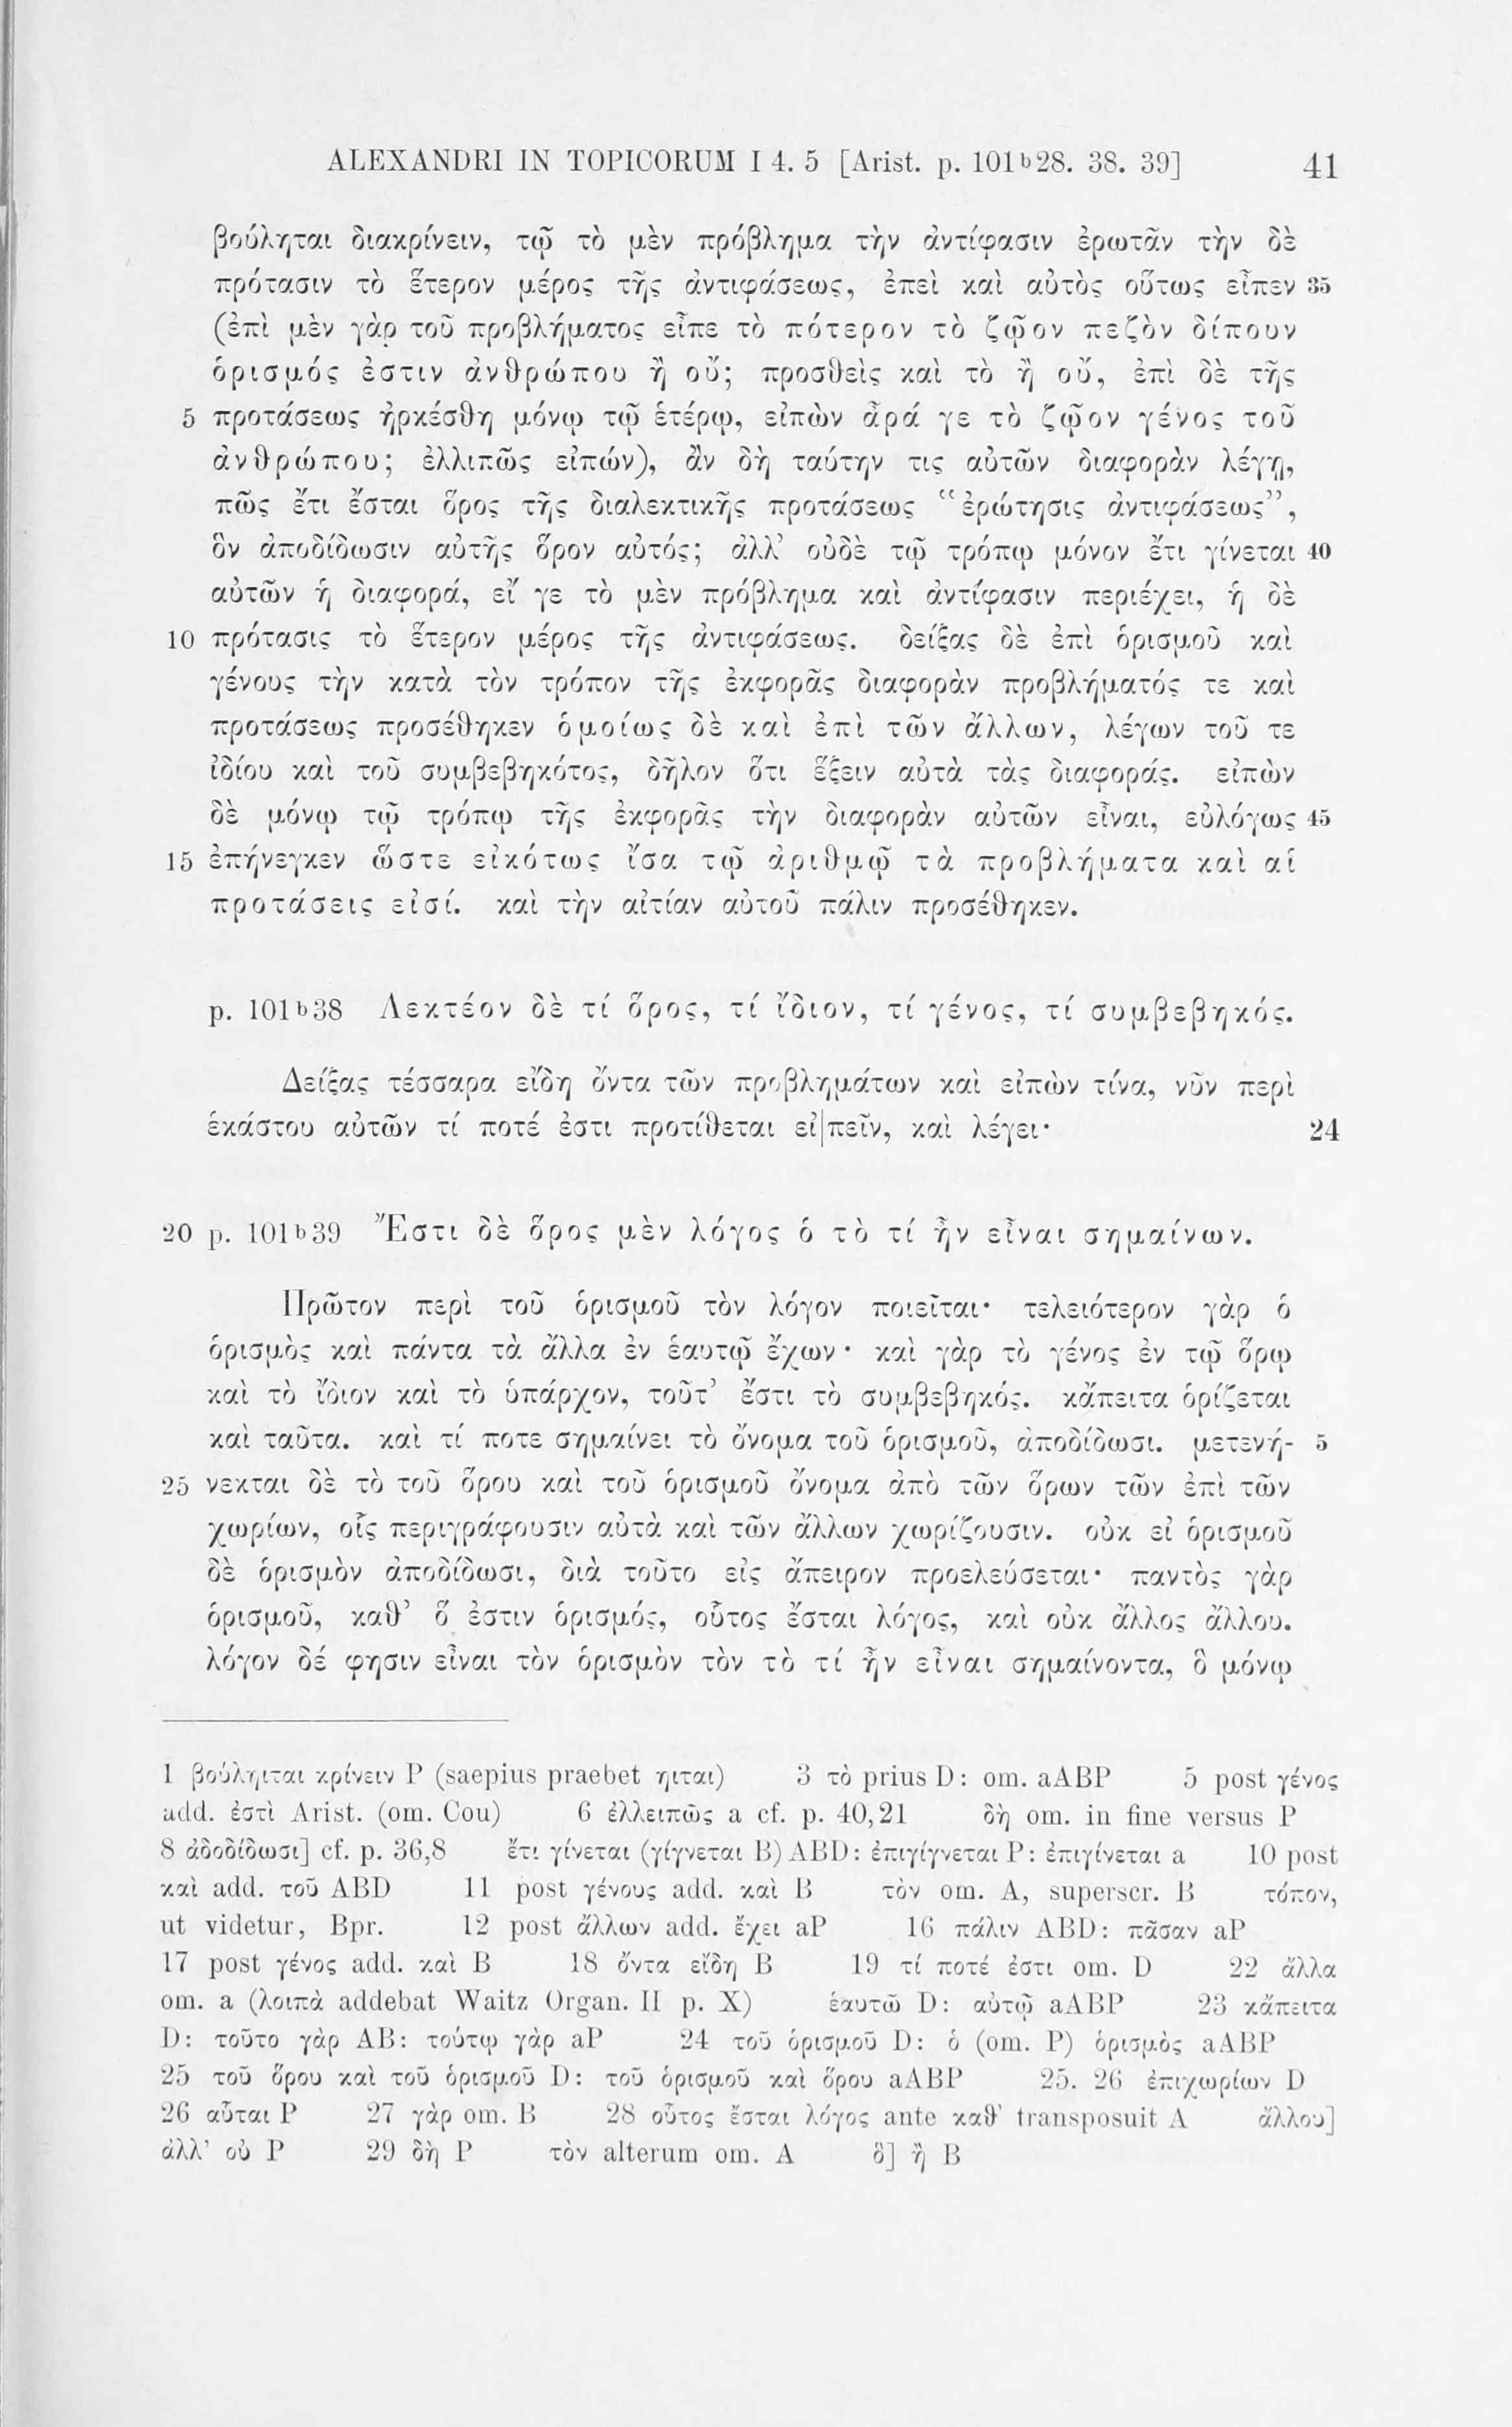 ALEXANDRI IN TOPICORUM I 4. 5 [Arist. p. 101ᵇ28. 38. 39] 41
βούληται διακρίνειν, τῷ τὸ μὲν πρόβλημα τὴν ἀντίφασιν ἐρωτᾶν τὴν δὲ
πρότασιν τὸ ἕτερον μέρος τῆς ἀντιφάσεως, ἐπεὶ καὶ αὐτὸς οὕτως εἶπεν 35
(ἐπὶ μὲν γὰρ τοῦ προβλήματος εἶπε τὸ πότερον τὸ ζῷον πεζὸν δίπουν
ὁρισμός ἐστιν ἀνθρώπου ἢ οὔ; προσθεὶς καὶ τὸ ἢ οὔ, ἐπὶ δὲ τῆς
5 προτάσεως ἠρκέσθη μόνῳ τῷ ἑτέρῳ, εἰπὼν ἆρά γε τὸ ζῷον γένος τοῦ
ἀνθρώπου; ἐλλιπῶς εἰπών), ἂν δὴ ταύτην τις αὐτῶν διαφορὰν λέγῃ,
πῶς ἔτι ἔσται ὅρος τῆς διαλεκτικῆς προτάσεως “ἐρώτησις ἀντιφάσεως”,
ὃν ἀποδίδωσιν αὐτῆς ὅρον αὐτός; ἀλλ’ οὐδὲ τῷ τρόπῳ μόνον ἔτι γίνεται 40
αὐτῶν ἡ διαφορά, εἴ γε τὸ μὲν πρόβλημα καὶ ἀντίφασιν περιέχει, ἡ δὲ
10 πρότασις τὸ ἕτερον μέρος τῆς ἀντιφάσεως. δείξας δὲ ἐπὶ ὁρισμοῦ καὶ
γένους τὴν κατὰ τὸν τρόπον τῆς ἐκφορᾶς διαφορὰν προβλήματός τε καὶ
προτάσεως προσέθηκεν ὁμοίως δὲ καὶ ἐπὶ τῶν ἄλλων, λέγων τοῦ τε
ἰδίου καὶ τοῦ συμβεβηκότος, δῆλον ὅτι ἕξειν αὐτὰ τὰς διαφοράς. εἰπὼν
δὲ μόνῳ τῷ τρόπῳ τῆς ἐκφορᾶς τὴν διαφορὰν αὐτῶν εἶναι, εὐλόγως 45
15 ἐπήνεγκεν ὥστε εἰκότως ἴσα τῷ ἀριθμῷ τὰ προβλήματα καὶ αἱ
προτάσεις εἰσί. καὶ τὴν αἰτίαν αὐτοῦ πάλιν προσέθηκεν.
p. 101ᵇ38 Λεκτέον δὲ τί ὅρος, τί ἴδιον, τί γένος, τί συμβεβηκός.
Δείξας τέσσαρα εἴδη ὄντα τῶν προβλημάτων καὶ εἰπὼν τίνα, νῦν περὶ
ἑκάστου αὐτῶν τί ποτέ ἐστι προτίθεται εἰ|πεῖν, καὶ λέγει· 24
20 p. 101ᵇ39 Ἔστι δὲ ὅρος μὲν λόγος ὁ τὸ τί ἦν εἶναι σημαίνων.
Πρῶτον περὶ τοῦ ὁρισμοῦ τὸν λόγον ποιεῖται· τελειότερον γὰρ ὁ
ὁρισμὸς καὶ πάντα τὰ ἄλλα ἐν ἑαυτῷ ἔχων· καὶ γὰρ τὸ γένος ἐν τῷ ὅρῳ
καὶ τὸ ἴδιον καὶ τὸ ὑπάρχον, τοῦτ’ ἔστι τὸ συμβεβηκός. κἄπειτα ὁρίζεται
καὶ ταῦτα. καὶ τί ποτε σημαίνει τὸ ὄνομα τοῦ ὁρισμοῦ, ἀποδίδωσι. μετενή- 5
25 νεκται δὲ τὸ τοῦ ὅρου καὶ τοῦ ὁρισμοῦ ὄνομα ἀπὸ τῶν ὅρων τῶν ἐπὶ τῶν
χωρίων, οἷς περιγράφουσιν αὐτὰ καὶ τῶν ἄλλων χωρίζουσιν. οὐκ εἰ ὁρισμοῦ
δὲ ὁρισμὸν ἀποδίδωσι, διὰ τοῦτο εἰς ἄπειρον προελεύσεται· παντὸς γὰρ
ὁρισμοῦ, καθ’ ὅ ἐστιν ὁρισμός, οὗτος ἔσται λόγος, καὶ οὐκ ἄλλος ἄλλου.
λόγον δέ φησιν εἶναι τὸν ὁρισμὸν τὸν τὸ τί ἦν εἶναι σημαίνοντα, ὃ μόνῳ
1 βούληιται κρίνειν P (saepius praebet ηιται) 3 τὸ prius D: om. aABP 5 post γένος
add. ἐστὶ Arist. (om. Cou) 6 ἐλλειπῶς a cf. p. 40,21 δὴ om. in fine versus P
8 ἀδοδίδωσι] cf. p. 36,8 ἔτι γίνεται (γίγνεται B) ABD: ἐπιγίγνεται P: ἐπιγίνεται a 10 post
καὶ add. τοῦ ABD 11 post γένους add. καὶ B τὸν om. A, superscr. B τόπον,
ut videtur, Bpr. 12 post ἄλλων add. ἔχει aP 16 πάλιν ABD: πᾶσαν aP
17 post γένος add. καὶ B 18 ὄντα εἴδη B 19 τί ποτέ ἐστι om. D 22 ἄλλα
om. a (λοιπὰ addebat Waitz Organ. II p. X) ἑαυτῶ D: αὐτῷ aABP 23 κἄπειτα
D: τοῦτο γὰρ AB: τούτῳ γὰρ aP 24 τοῦ ὁρισμοῦ D: ὁ (om. P) ὁρισμὸς aABP
25 τοῦ ὅρου καὶ τοῦ ὁρισμοῦ D: τοῦ ὁρισμοῦ καὶ ὅρου aABP 25. 26 ἐπιχωρίων D
26 αὗται P 27 γὰρ om. B 28 οὗτος ἔσται λόγος ante καθ’ transposuit A ἄλλου]
ἀλλ’ οὐ P 29 δὴ P τὸν alterum om. A ὃ] ἢ B